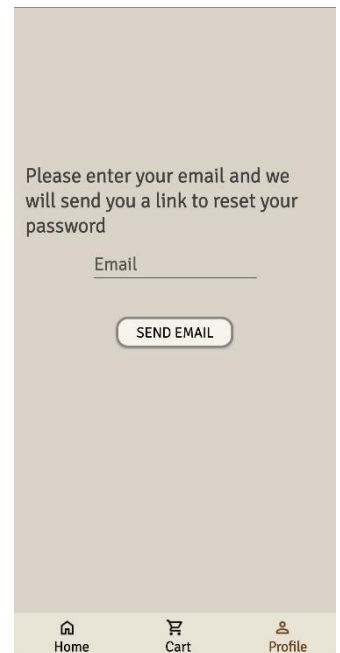 Please enter your email and we
will send you a link to reset your
password
Email
SEND EMAIL
Home Cart Profile